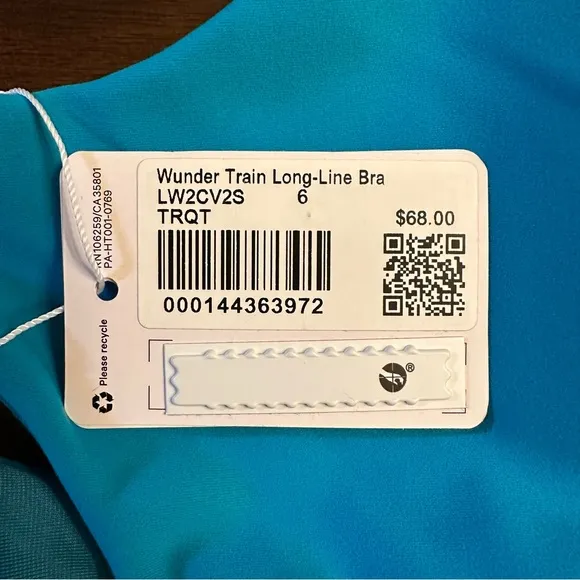 Wunder Train Long-Line Bra
LW2CV2S 6
TRQT
$68.00
000144363972
RN106259/CA35801
PA-HT001-0769
Please recycle
®